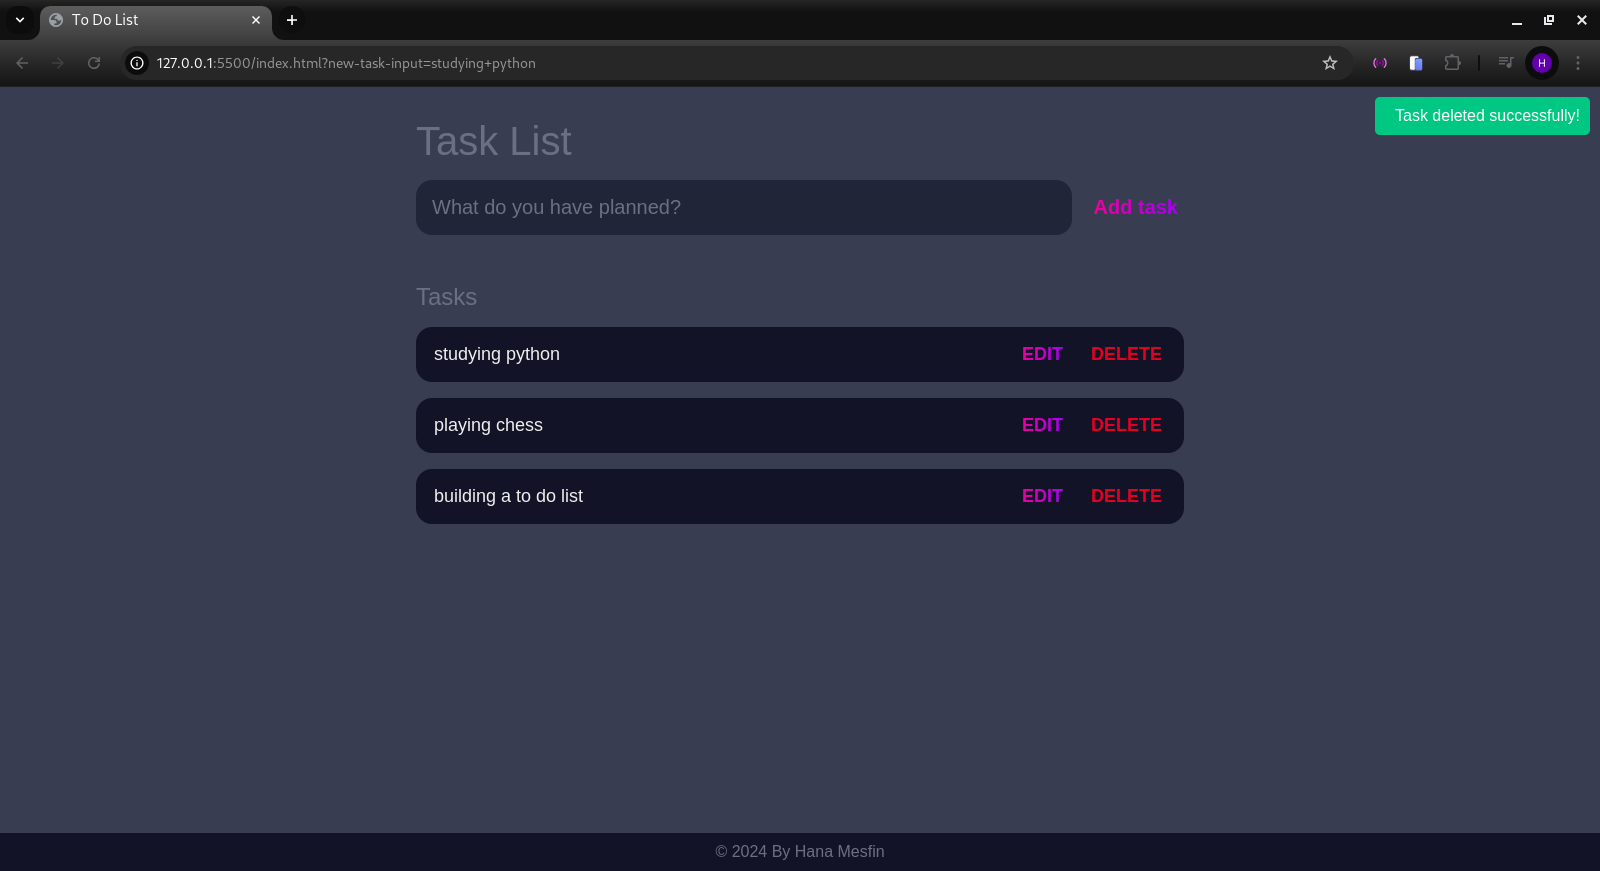 To Do List
127.0.0.1:5500/index.html?new-task-input=studying+python
H
Task deleted successfully!
Task List
What do you have planned?
Add task
Tasks
studying python EDIT DELETE
playing chess EDIT DELETE
building a to do list EDIT DELETE
© 2024 By Hana Mesfin